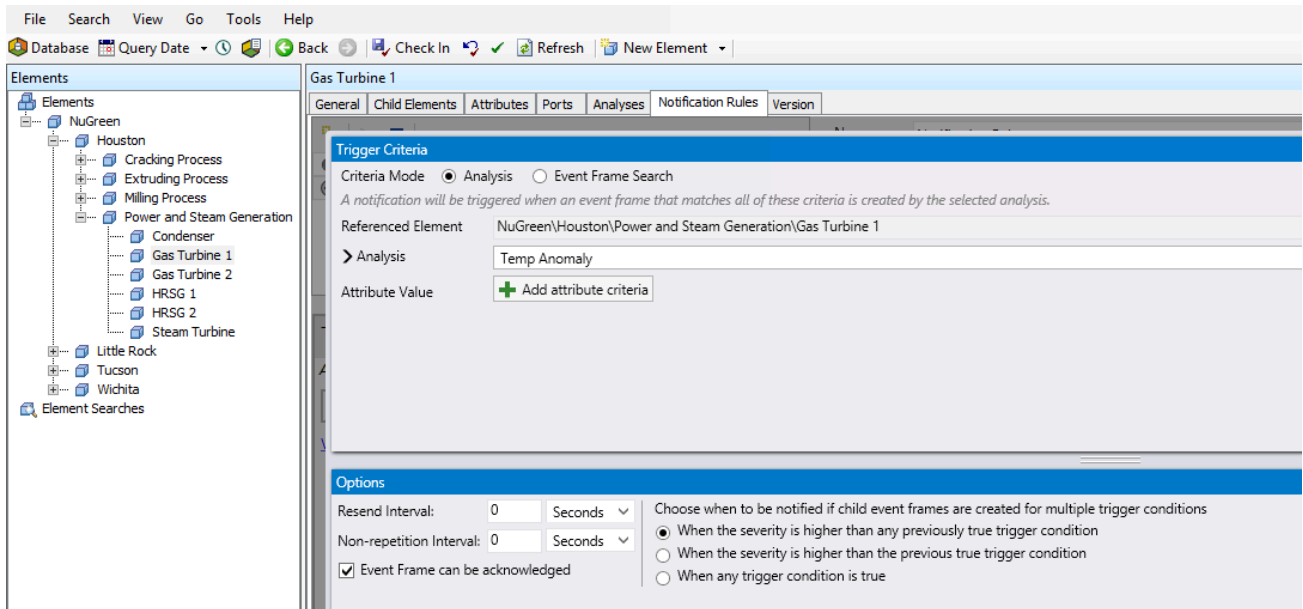 File Search View Go Tools Help
Database Query Date Back Check In Refresh New Element
Elements
Elements
NuGreen
Houston
Cracking Process
Extruding Process
Milling Process
Power and Steam Generation
Condenser
Gas Turbine 1
Gas Turbine 2
HRSG 1
HRSG 2
Steam Turbine
Little Rock
Tucson
Wichita
Element Searches
Gas Turbine 1
General Child Elements Attributes Ports Analyses Notification Rules Version
Trigger Criteria
Criteria Mode Analysis Event Frame Search
A notification will be triggered when an event frame that matches all of these criteria is created by the selected analysis.
Referenced Element NuGreen\Houston\Power and Steam Generation\Gas Turbine 1
Analysis Temp Anomaly
Attribute Value Add attribute criteria
Options
Resend Interval: 0 Seconds
Non-repetition Interval: 0 Seconds
Event Frame can be acknowledged
Choose when to be notified if child event frames are created for multiple trigger conditions
When the severity is higher than any previously true trigger condition
When the severity is higher than the previous true trigger condition
When any trigger condition is true